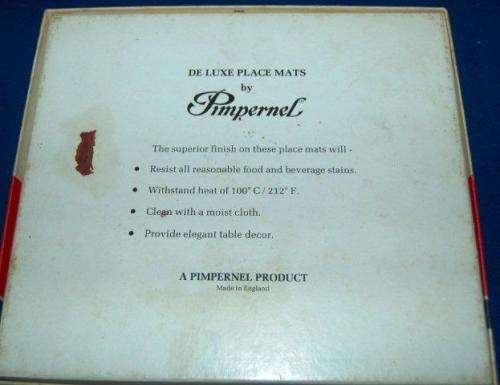 DE LUXE PLACE MATS
by
Pimpernel
The superior finish on these place mats will -
• Resist all reasonable food and beverage stains.
• Withstand heat of 100° C / 212° F.
• Clean with a moist cloth.
• Provide elegant table decor.
A PIMPERNEL PRODUCT
Made in England